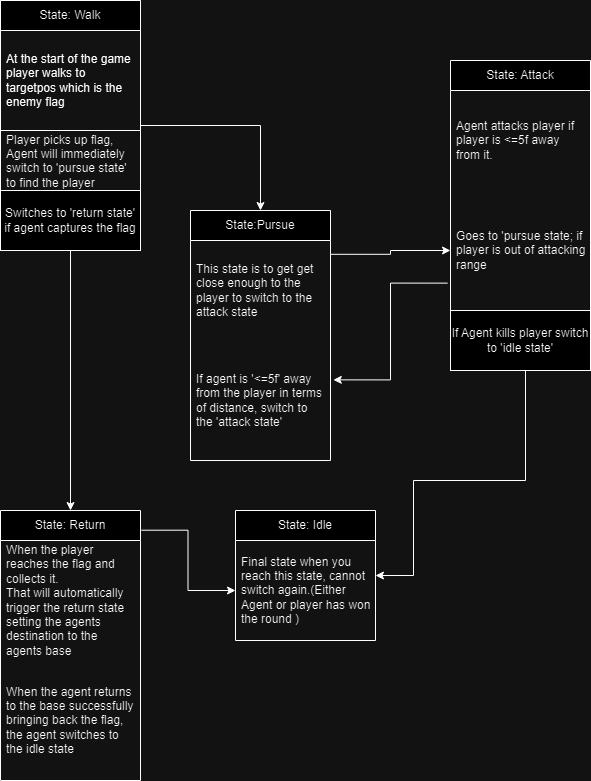 State: Walk
At the start of the game
player walks to
targetpos which is the
enemy flag
Player picks up flag,
Agent will immediately
switch to 'pursue state'
to find the player
Switches to 'return state'
if agent captures the flag
State:Pursue
This state is to get get
close enough to the
player to switch to the
attack state
If agent is '<=5f' away
from the player in terms
of distance, switch to
the 'attack state'
State: Attack
Agent attacks player if
player is <=5f away
from it.
Goes to 'pursue state; if
player is out of attacking
range
If Agent kills player switch
to 'idle state'
State: Return
When the player
reaches the flag and
collects it.
That will automatically
trigger the return state
setting the agents
destination to the
agents base
When the agent returns
to the base successfully
bringing back the flag,
the agent switches to
the idle state
State: Idle
Final state when you
reach this state, cannot
switch again.(Either
Agent or player has won
the round )